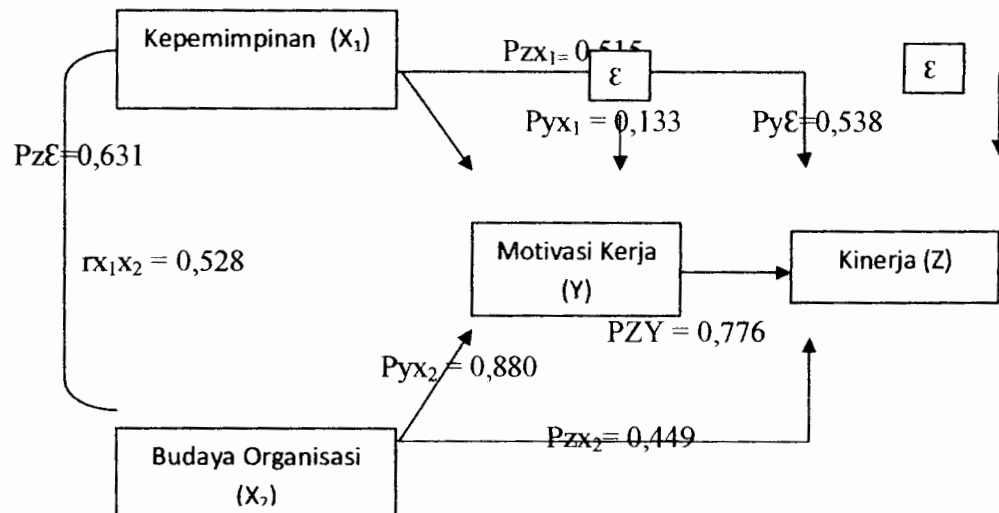 Kepemimpinan (X₁)
Pzx₁₌ 0,515
ε
ε
Pyx₁ = 0,133
Pyε=0,538
Pzε=0,631
rx₁x₂ = 0,528
Motivasi Kerja
(Y)
Kinerja (Z)
PZY = 0,776
Pyx₂ = 0,880
Pzx₂= 0,449
Budaya Organisasi
(X₂)